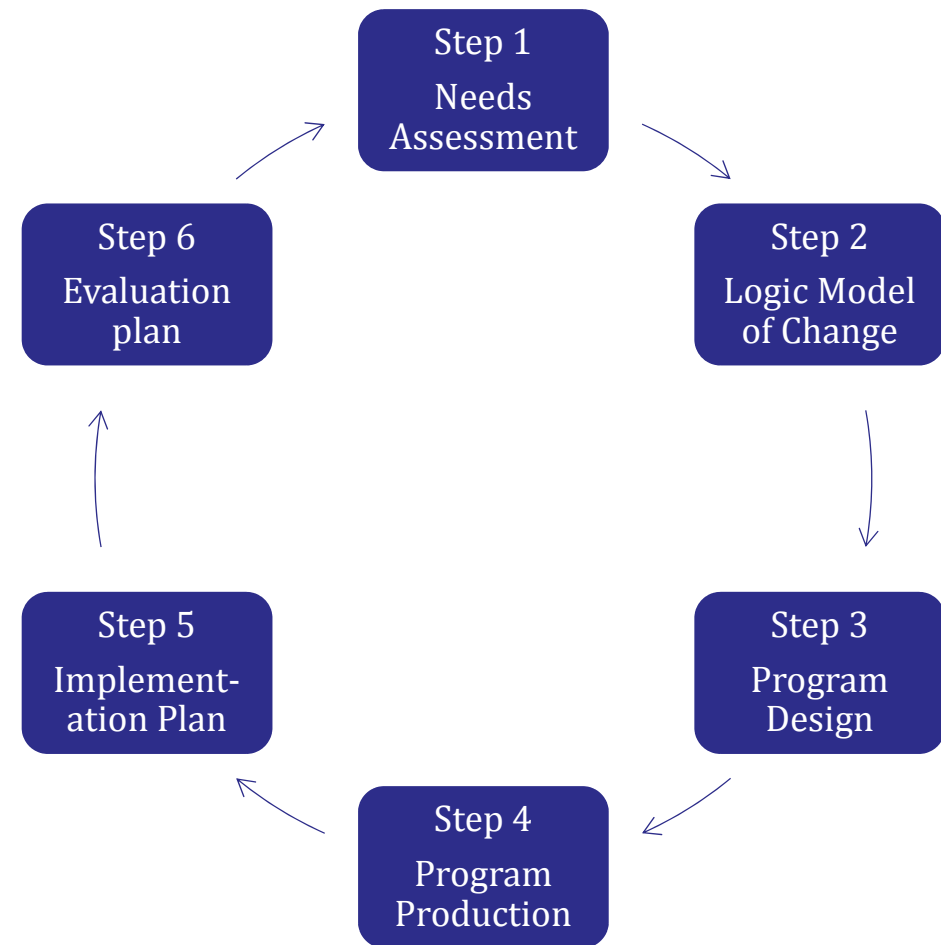 Step 1
Needs
Assessment
Step 2
Logic Model
of Change
Step 3
Program
Design
Step 4
Program
Production
Step 5
Implement-
ation Plan
Step 6
Evaluation
plan